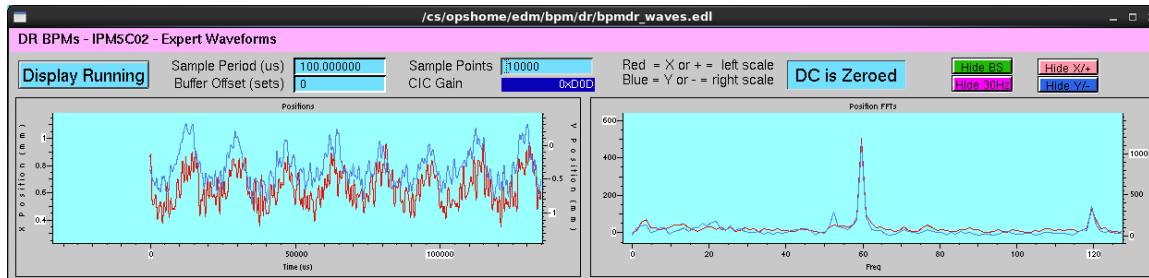 /cs/opshome/edm/bpm/dr/bpmdr_waves.edl
DR BPMs - IPM5C02 - Expert Waveforms
Display Running
Sample Period (us) 100.000000
Buffer Offset (sets) 0
Sample Points 10000
CIC Gain 0xD0D
Red = X or + = left scale
Blue = Y or - = right scale
DC is Zeroed
Hide BS
Hide X/+
Hide 30Hz
Hide Y/-
Positions
X Position (mm)
1
0.8
0.6
0.4
0
-0.5
-1
Y Position (mm)
0 50000 100000
Time (us)
Position FFTs
600
400
200
0
1000
500
0
0 20 40 60 80 100 120
Freq